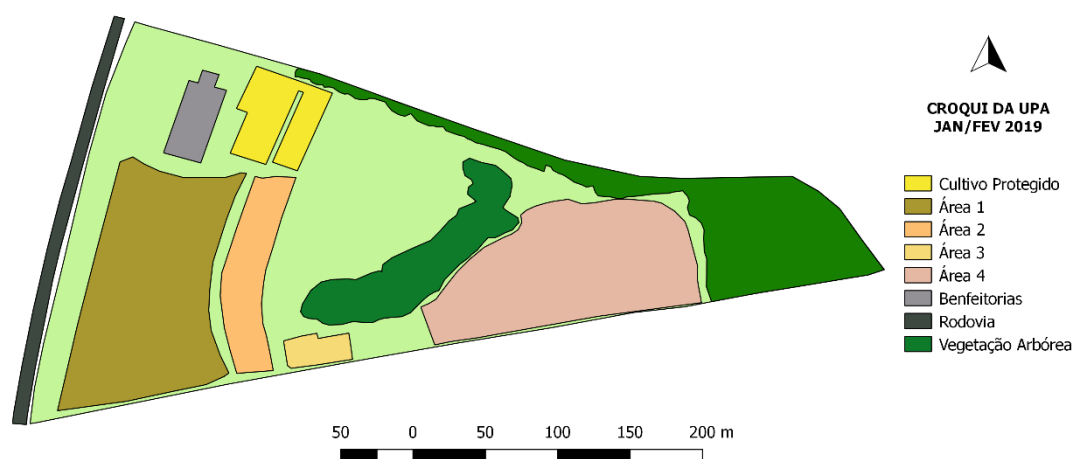 CROQUI DA UPA
JAN/FEV 2019
Cultivo Protegido
Área 1
Área 2
Área 3
Área 4
Benfeitorias
Rodovia
Vegetação Arbórea
50 0 50 100 150 200 m